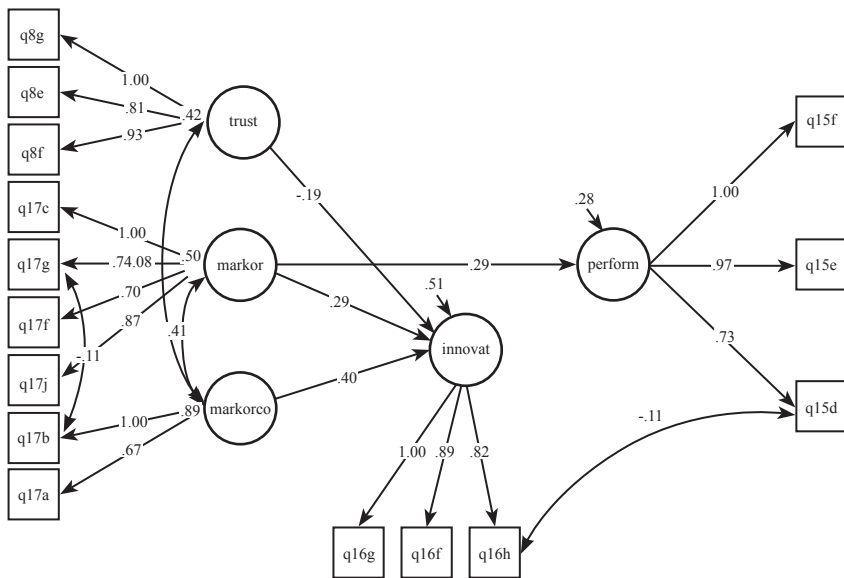 q8g
1.00
q8e
.81
.42
trust
q8f
.93
q15f
q17c
-.19
1.00
1.00
.28
q17g
.74
.08
.50
markor
.29
perform
.97
q15e
q17f
.70
.29
.51
q17j
.87
.41
.73
-.11
innovat
q17b
1.00
.89
markorco
.40
q15d
-.11
q17a
.67
1.00
.89
.82
q16g
q16f
q16h